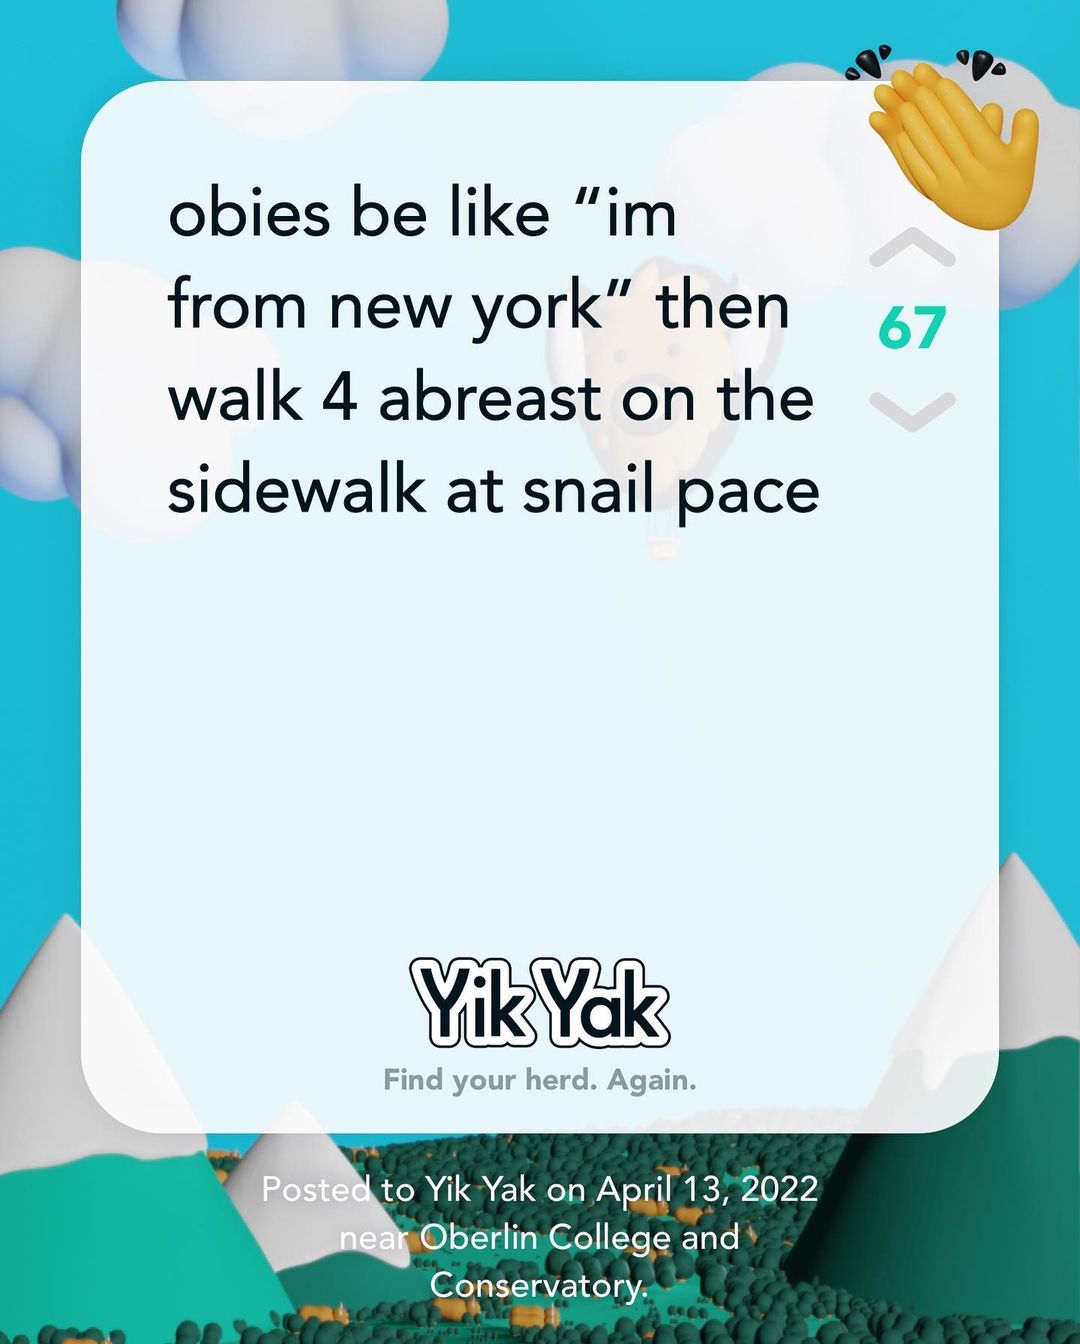 obies be like “im
from new york” then
walk 4 abreast on the
sidewalk at snail pace
67
Yik Yak
Find your herd. Again.
Posted to Yik Yak on April 13, 2022
near Oberlin College and
Conservatory.